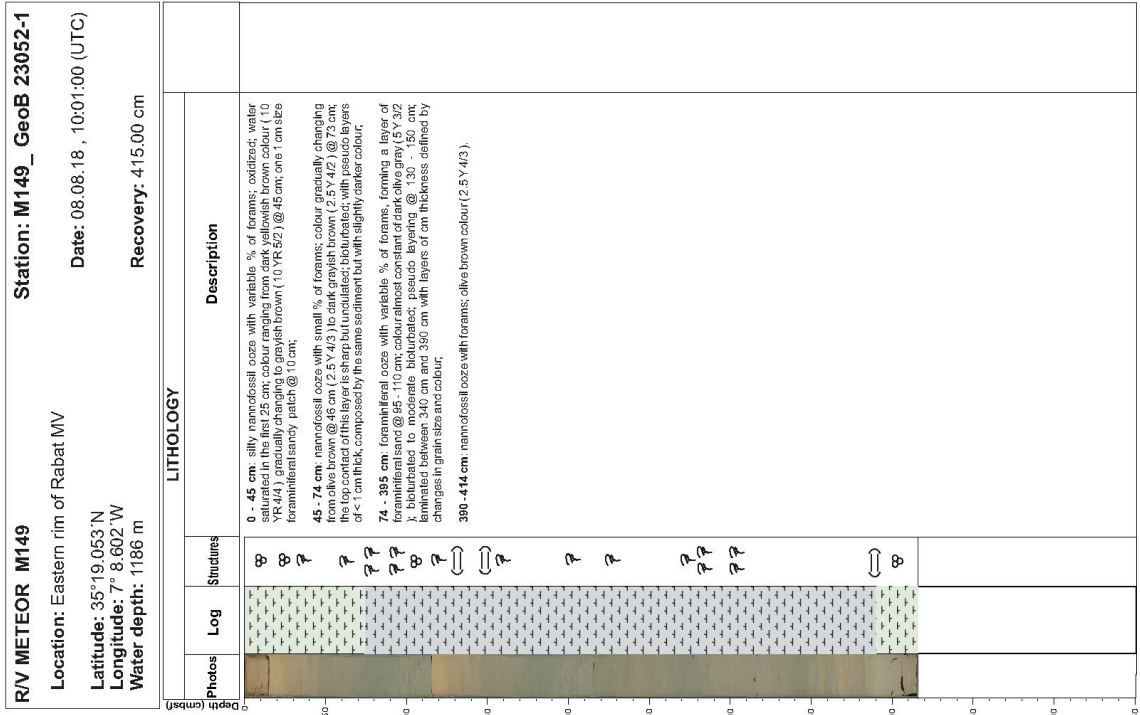 R/V METEOR M149
Station: M149_ GeoB 23052-1
Location: Eastern rim of Rabat MV
Date: 08.08.18 , 10:01:00 (UTC)
Latitude: 35°19.053´N
Longitude: 7° 8.602´W
Water depth: 1186 m
Recovery: 415.00 cm
LITHOLOGY
Depth (cmbsf)
Photos
Log
Structures
Description
0 - 45 cm: silty nannofossil ooze with variable % of forams; oxidized; water
saturated in the first 25 cm; colour ranging from dark yellowish brown colour ( 10
YR 4/4 ) gradually changing to grayish brown ( 10 YR 5/2 ) @ 45 cm; one 1 cm size
foraminiferal sandy patch @ 10 cm;
45 - 74 cm: nannofossil ooze with small % of forams; colour gradually changing
from olive brown @ 46 cm ( 2.5 Y 4/3 ) to dark grayish brown ( 2.5 Y 4/2 ) @ 73 cm;
the top contact of this layer is sharp but undulated; bioturbated; with pseudo layers
of < 1 cm thick, composed by the same sediment but with slightly darker colour;
74 - 395 cm: foraminiferal ooze with variable % of forams, forming a layer of
foraminiferal sand @ 95 - 110 cm; colour almost constant of dark olive gray ( 5 Y 3/2
); bioturbated to moderate bioturbated; pseudo layering @ 130 - 150 cm;
laminated between 340 cm and 390 cm with layers of cm thickness defined by
changes in grain size and colour;
390 - 414 cm: nannofossil ooze with forams; olive brown colour ( 2.5 Y 4/3 ).